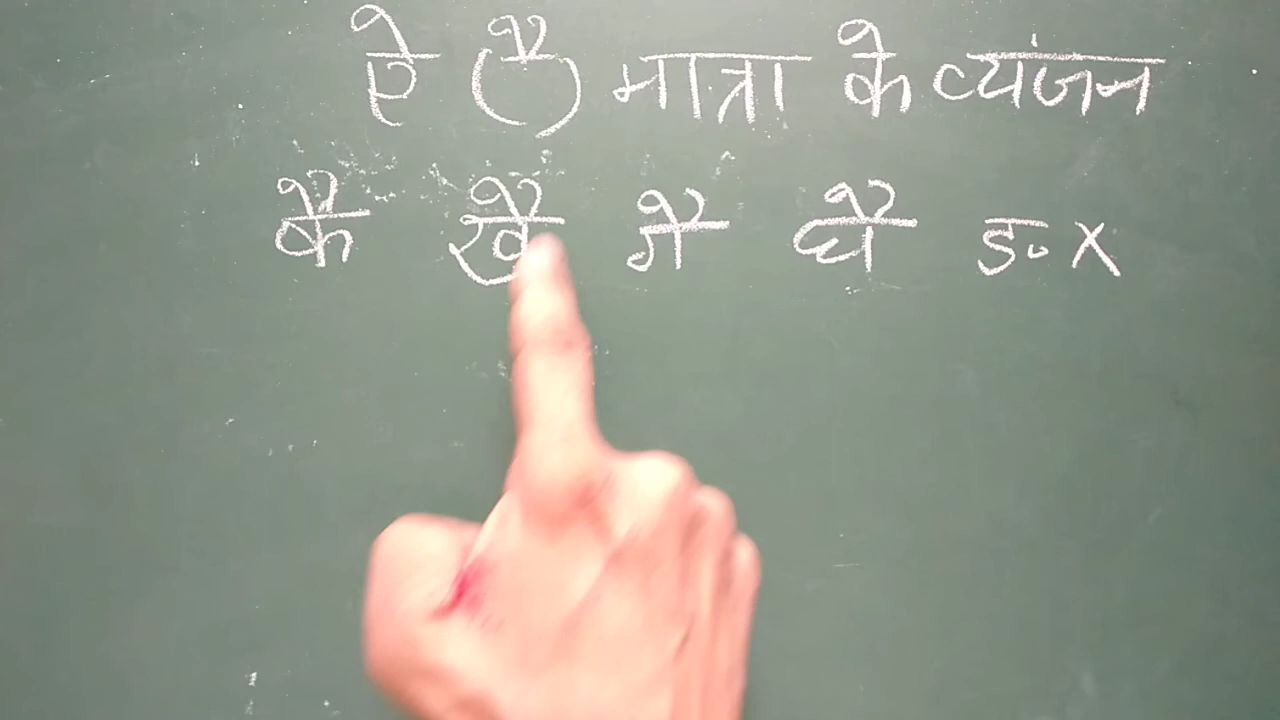 ऐ (ै) मात्रा के व्यंजन
कै खै गै घै ङ x